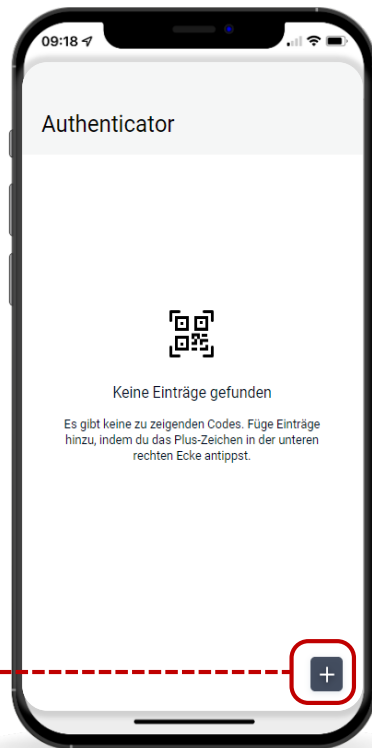 09:18
Authenticator
Keine Einträge gefunden
Es gibt keine zu zeigenden Codes. Füge Einträge
hinzu, indem du das Plus-Zeichen in der unteren
rechten Ecke antippst.
+